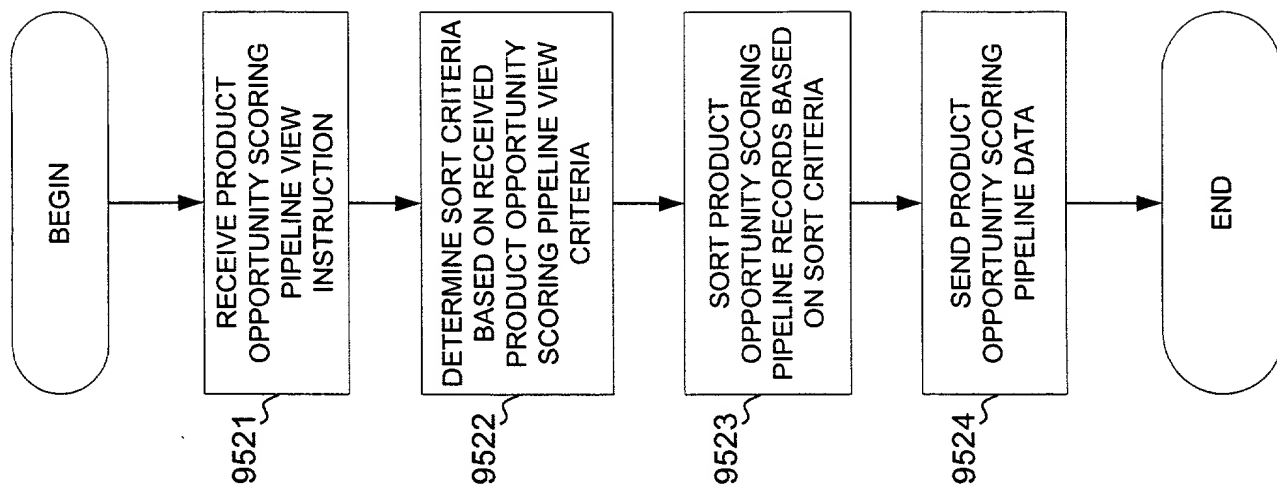 BEGIN
RECEIVE PRODUCT
OPPORTUNITY SCORING
PIPELINE VIEW
INSTRUCTION
9521
DETERMINE SORT CRITERIA
BASED ON RECEIVED
PRODUCT OPPORTUNITY
SCORING PIPELINE VIEW
CRITERIA
9522
SORT PRODUCT
OPPORTUNITY SCORING
PIPELINE RECORDS BASED
ON SORT CRITERIA
9523
SEND PRODUCT
OPPORTUNITY SCORING
PIPELINE DATA
9524
END